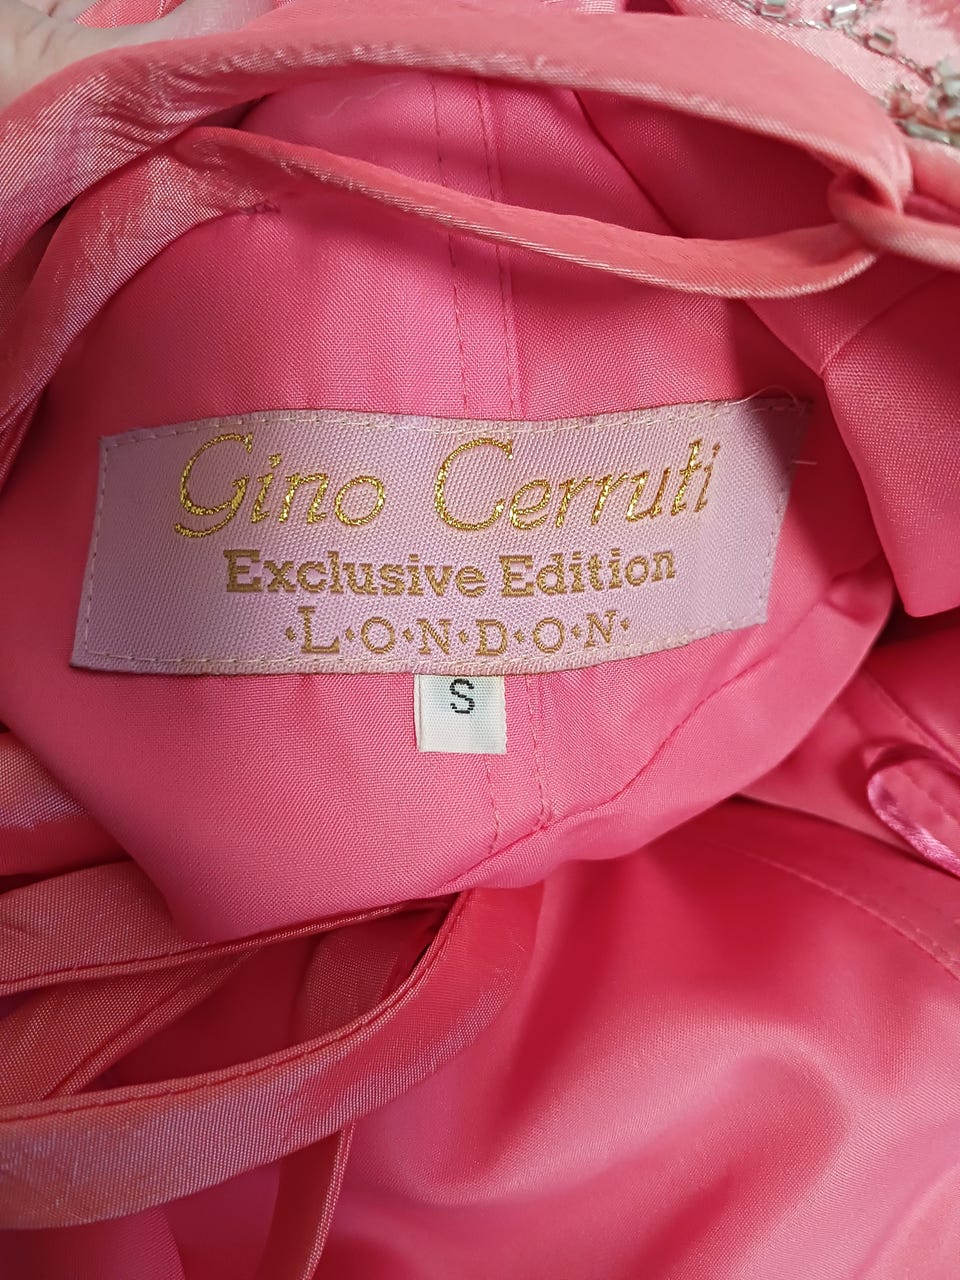 Gino Cerruti
Exclusive Edition
·L·O·N·D·O·N·
S